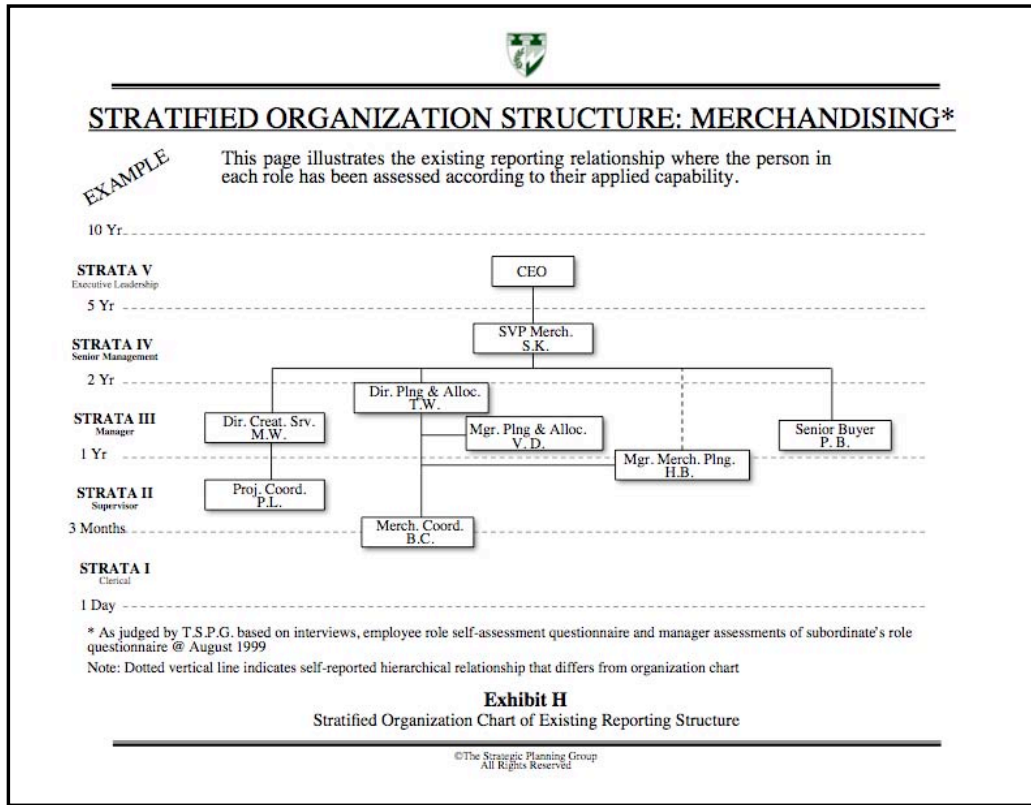 STRATIFIED ORGANIZATION STRUCTURE: MERCHANDISING*
EXAMPLE
This page illustrates the existing reporting relationship where the person in
each role has been assessed according to their applied capability.
10 Yr.
STRATA V
Executive Leadership
CEO
5 Yr
STRATA IV
Senior Management
SVP Merch.
S.K.
2 Yr
Dir. Plng & Alloc.
T.W.
STRATA III
Manager
Dir. Creat. Srv.
M.W.
Mgr. Plng & Alloc.
V. D.
Senior Buyer
P. B.
1 Yr
Mgr. Merch. Plng.
H.B.
STRATA II
Supervisor
Proj. Coord.
P.L.
3 Months
Merch. Coord.
B.C.
STRATA I
Clerical
1 Day
* As judged by T.S.P.G. based on interviews, employee role self-assessment questionnaire and manager assessments of subordinate's role
questionnaire @ August 1999
Note: Dotted vertical line indicates self-reported hierarchical relationship that differs from organization chart
Exhibit H
Stratified Organization Chart of Existing Reporting Structure
©The Strategic Planning Group
All Rights Reserved